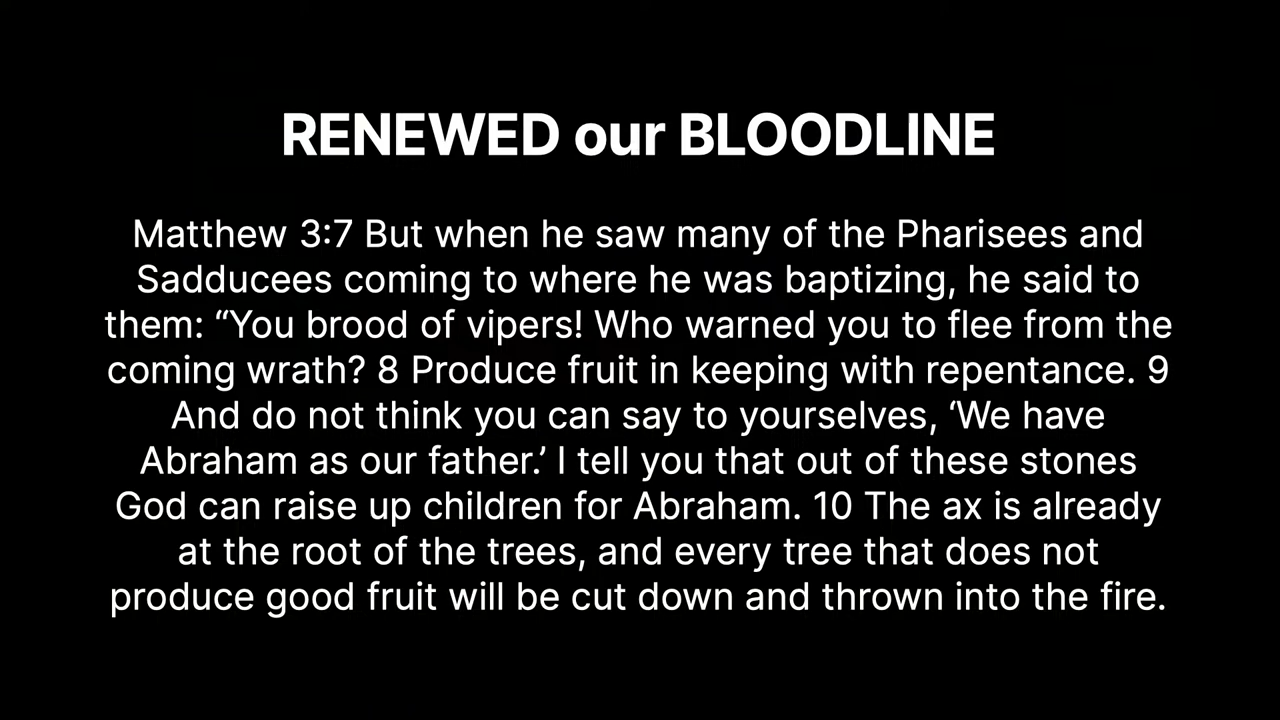 RENEWED our BLOODLINE
Matthew 3:7 But when he saw many of the Pharisees and
Sadducees coming to where he was baptizing, he said to
them: “You brood of vipers! Who warned you to flee from the
coming wrath? 8 Produce fruit in keeping with repentance. 9
And do not think you can say to yourselves, ‘We have
Abraham as our father.’ I tell you that out of these stones
God can raise up children for Abraham. 10 The ax is already
at the root of the trees, and every tree that does not
produce good fruit will be cut down and thrown into the fire.